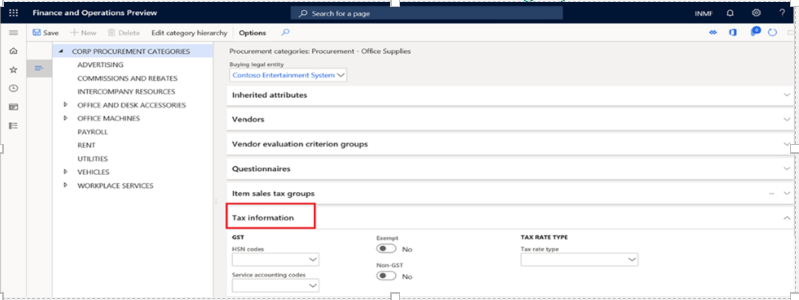 Finance and Operations Preview
Search for a page
INMF
?
Save
New
Delete
Edit category hierarchy
Options
CORP PROCUREMENT CATEGORIES
ADVERTISING
COMMISSIONS AND REBATES
INTERCOMPANY RESOURCES
OFFICE AND DESK ACCESSORIES
OFFICE MACHINES
PAYROLL
RENT
UTILITIES
VEHICLES
WORKPLACE SERVICES
Procurement categories: Procurement - Office Supplies
Buying legal entity
Contoso Entertainment System
Inherited attributes
Vendors
Vendor evaluation criterion groups
Questionnaires
Item sales tax groups
Tax information
GST
HSN codes
Service accounting codes
Exempt
No
Non-GST
No
TAX RATE TYPE
Tax rate type